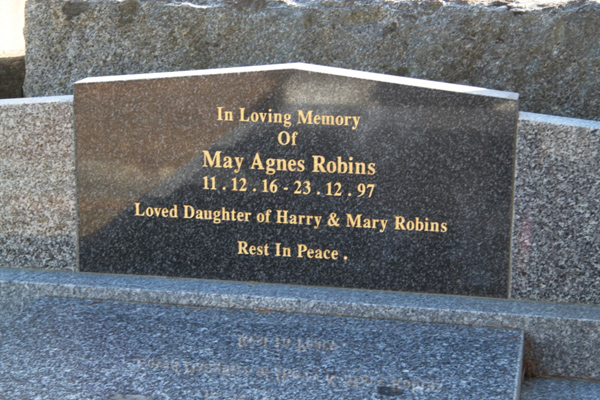 In Loving Memory
Of
May Agnes Robins
11 . 12 . 16 - 23 . 12 . 97
Loved Daughter of Harry & Mary Robins
Rest In Peace .